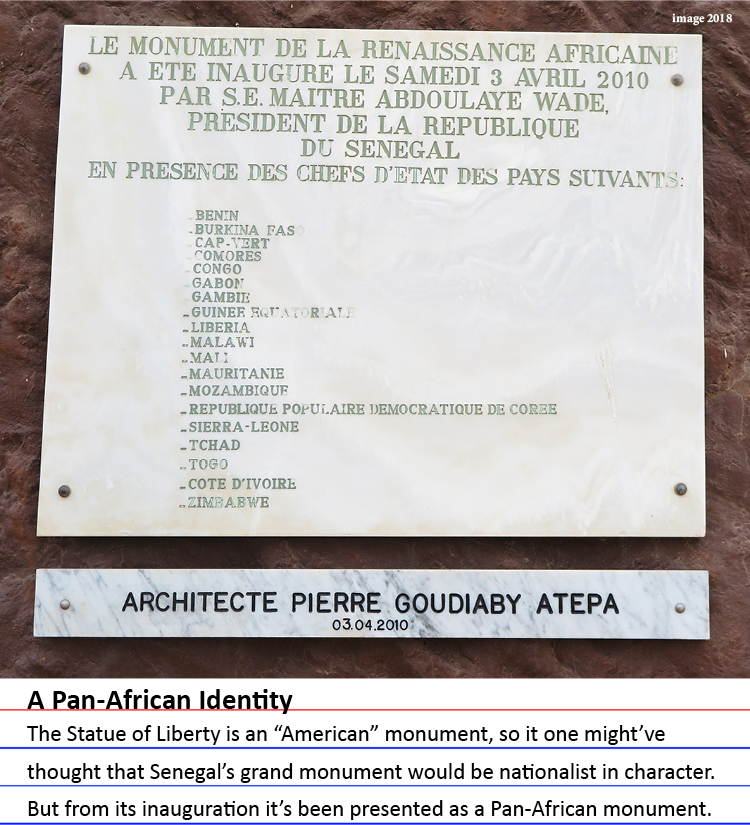 image 2018
LE MONUMENT DE LA RENAISSANCE AFRICAINE
A ETE INAUGURE LE SAMEDI 3 AVRIL 2010
PAR S.E. MAITRE ABDOULAYE WADE,
PRESIDENT DE LA REPUBLIQUE
DU SENEGAL
EN PRESENCE DES CHEFS D'ETAT DES PAYS SUIVANTS:
- BENIN
- BURKINA FASO
- CAP-VERT
- COMORES
- CONGO
- GABON
GAMBIE
- GUINEE EQUATORIALE
- LIBERIA
- MALAWI
- MALI
- MAURITANIE
- MOZAMBIQUE
- REPUBLIQUE POPULAIRE DEMOCRATIQUE DE COREE
- SIERRA-LEONE
- TCHAD
- TOGO
- COTE D'IVOIRE
- ZIMBABWE
ARCHITECTE PIERRE GOUDIABY ATEPA
03.04.2010
A Pan-African Identity
The Statue of Liberty is an “American” monument, so it one might’ve
thought that Senegal’s grand monument would be nationalist in character.
But from its inauguration it’s been presented as a Pan-African monument.